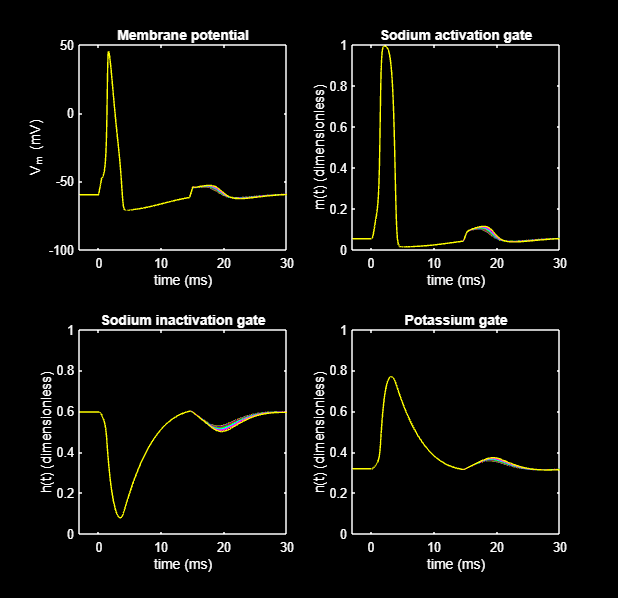 Membrane potential
50
0
-50
-100
V_m (mV)
0 10 20 30
time (ms)
Sodium activation gate
1
0.8
0.6
0.4
0.2
0
m(t) (dimensionless)
0 10 20 30
time (ms)
Sodium inactivation gate
1
0.8
0.6
0.4
0.2
0
h(t) (dimensionless)
0 10 20 30
time (ms)
Potassium gate
1
0.8
0.6
0.4
0.2
0
n(t) (dimensionless)
0 10 20 30
time (ms)